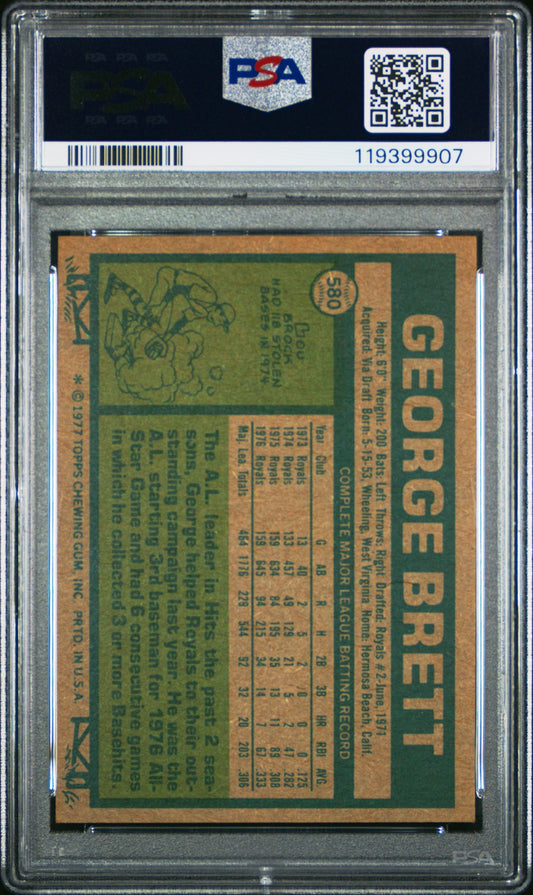 PSA
PSA
119399907
580
GEORGE BRETT
Height: 6'0" Weight: 200 Bats: Left Throws: Right Drafted: Royals #2-June, 1971
Acquired: Via Draft Born: 5-15-53, Wheeling, West Virginia Home: Hermosa Beach, Calif.
COMPLETE MAJOR LEAGUE BATTING RECORD
Year Club G AB R H 2B 3B HR RBI AVG.
1973 Royals 13 40 2 5 2 0 0 0 .125
1974 Royals 133 457 49 129 21 5 2 47 .282
1975 Royals 159 634 84 195 35 13 11 89 .308
1976 Royals 159 645 94 215 34 14 7 67 .333
Maj. Lea. Totals 464 1776 229 544 92 32 20 203 .306
LOU
BROCK
HAD 118 STOLEN
BASES IN 1974
The A.L. leader in Hits the past 2 sea-
sons, George helped Royals to their out-
standing campaign last year. He was the
A.L. starting 3rd baseman for 1976 All-
Star Game and had 6 consecutive games
in which he collected 3 or more Basehits.
* © 1977 TOPPS CHEWING GUM, INC. PRTD. IN U.S.A.
PSA